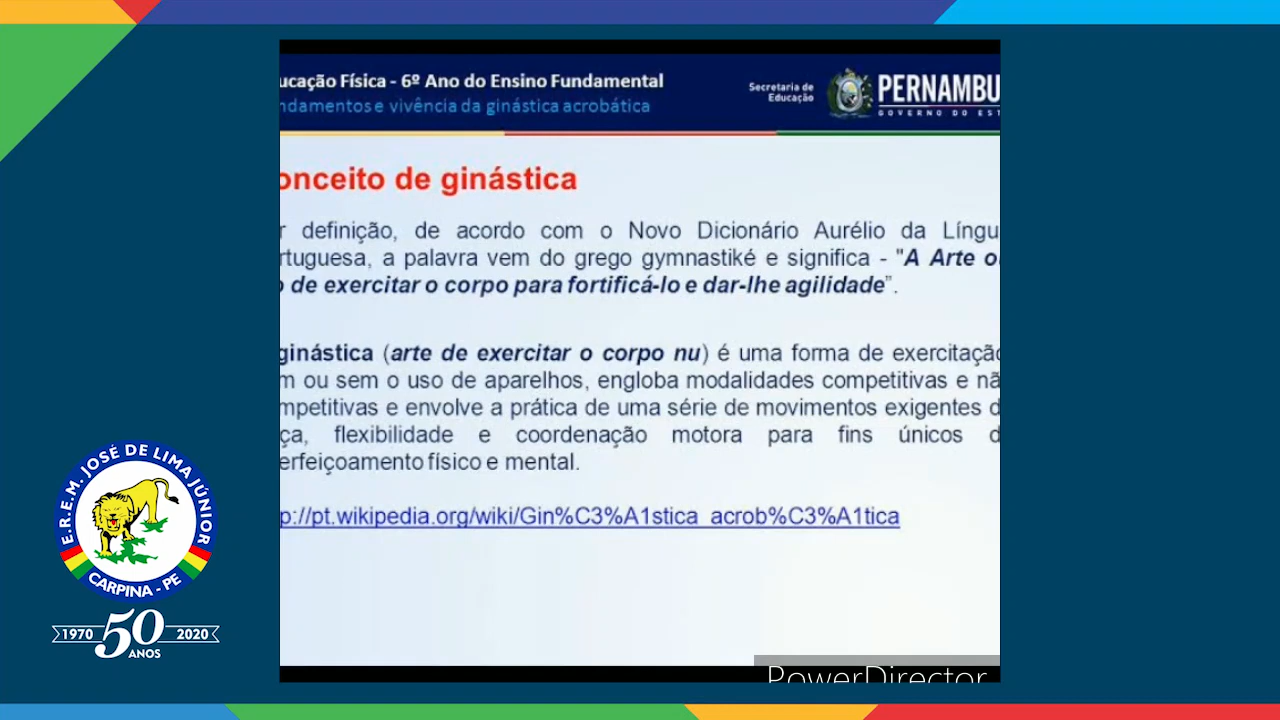 ucação Física - 6º Ano do Ensino Fundamental
ndamentos e vivência da ginástica acrobática
Secretaria de
Educação
PERNAMBU
GOVERNO DO EST
onceito de ginástica
r definição, de acordo com o Novo Dicionário Aurélio da Língu
rtuguesa, a palavra vem do grego gymnastiké e significa - "A Arte o
o de exercitar o corpo para fortificá-lo e dar-lhe agilidade”.
ginástica (arte de exercitar o corpo nu) é uma forma de exercitação
m ou sem o uso de aparelhos, engloba modalidades competitivas e nã
mpetitivas e envolve a prática de uma série de movimentos exigentes d
ça, flexibilidade e coordenação motora para fins únicos d
erfeiçoamento físico e mental.
p://pt.wikipedia.org/wiki/Gin%C3%A1stica_acrob%C3%A1tica
E.R.E.M. JOSÉ DE LIMA JÚNIOR
CARPINA - PE
1970 50 2020
ANOS
PowerDirector